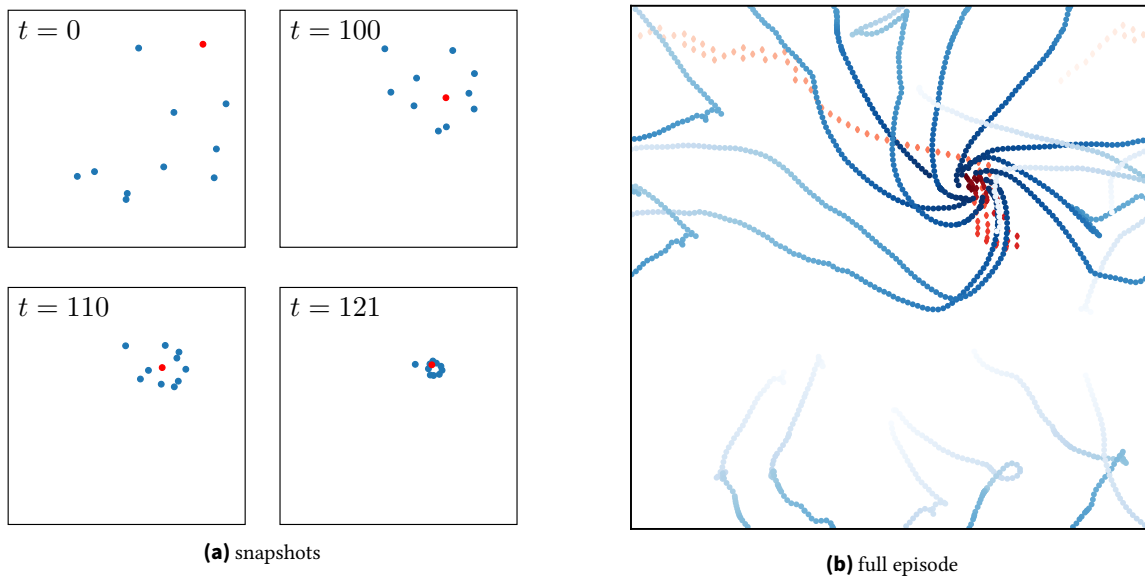 t = 0
t = 100
t = 110
t = 121
(a) snapshots
(b) full episode